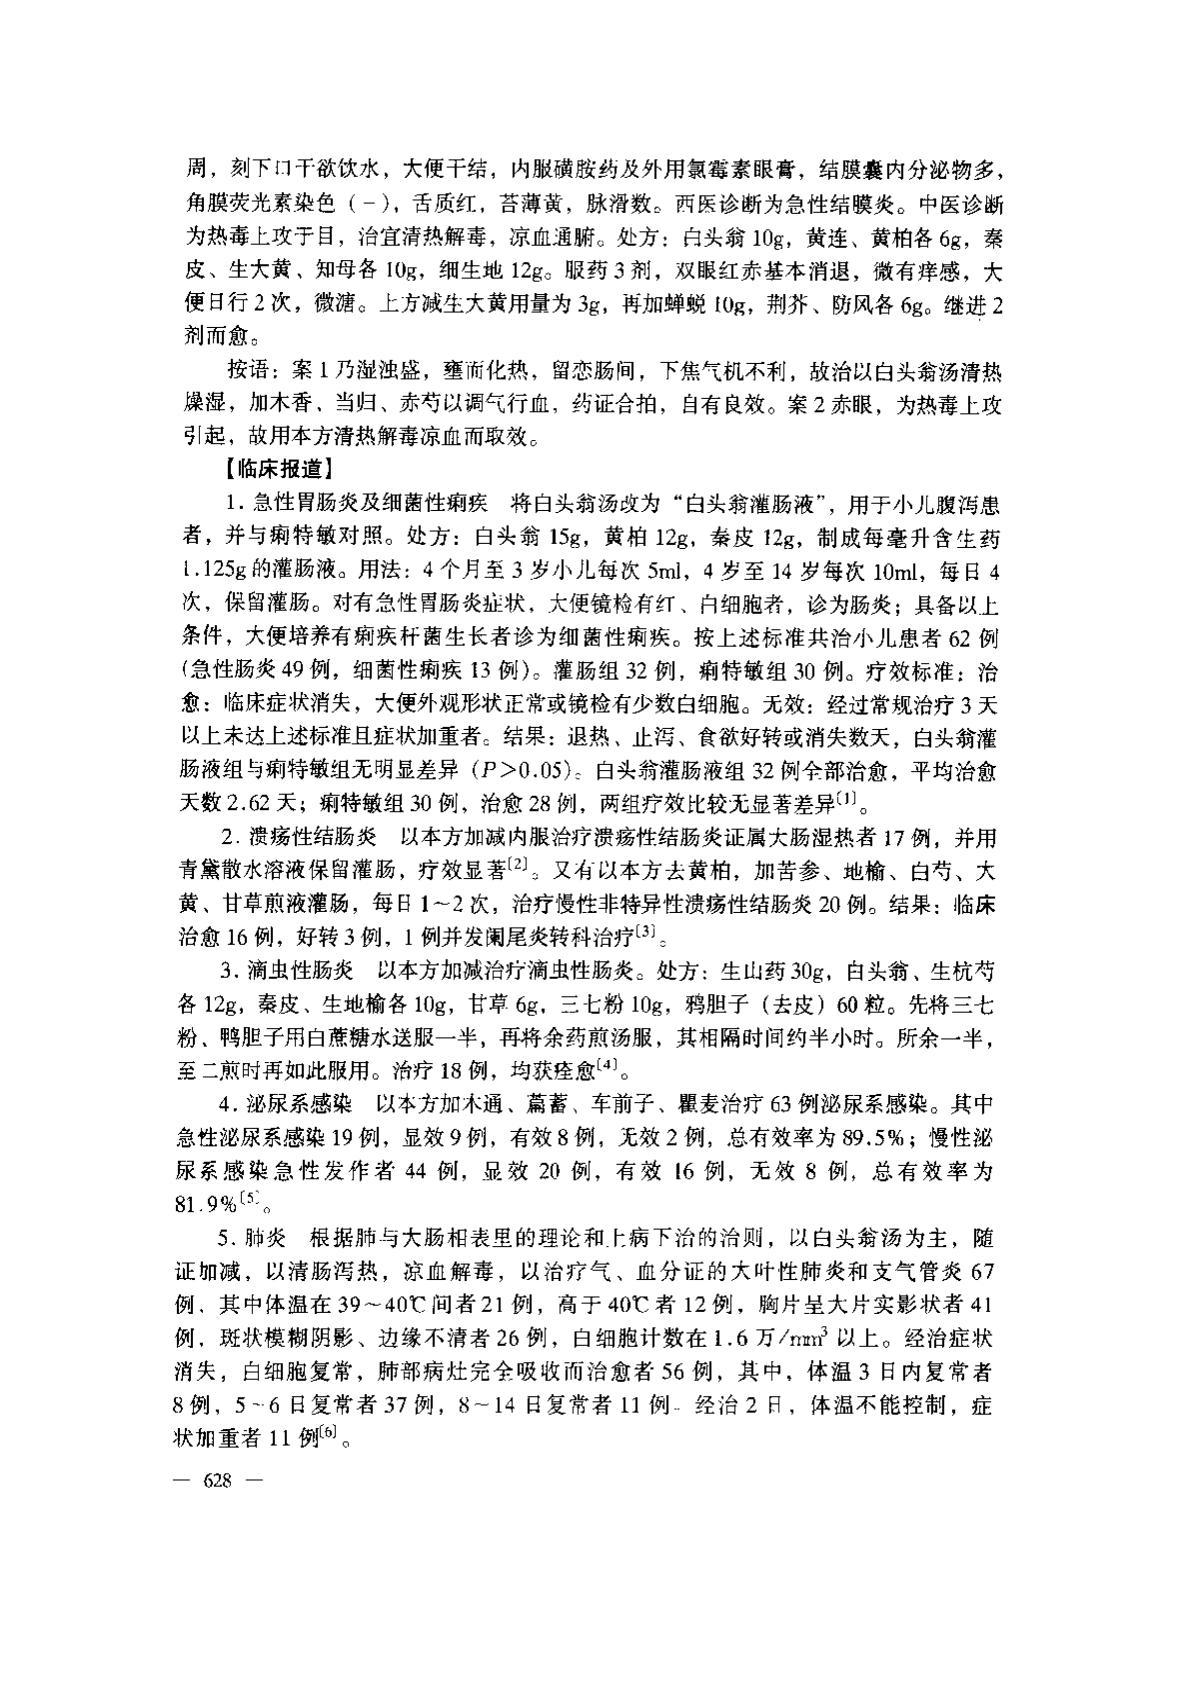 周，刻下口干欲饮水，大便干结，内服磺胺药及外用氯霉素眼膏，结膜囊内分泌物多，
角膜荧光素染色（－），舌质红，苔薄黄，脉滑数。西医诊断为急性结膜炎。中医诊断
为热毒上攻于目，治宜清热解毒，凉血通腑。处方：白头翁 10g，黄连、黄柏各 6g，秦
皮、生大黄、知母各 10g，细生地 12g。服药 3 剂，双眼红赤基本消退，微有痒感，大
便日行 2 次，微溏。上方减生大黄用量为 3g，再加蝉蜕 10g，荆芥、防风各 6g。继进 2
剂而愈。
按语：案 1 乃湿浊盛，壅而化热，留恋肠间，下焦气机不利，故治以白头翁汤清热
燥湿，加木香、当归、赤芍以调气行血，药证合拍，自有良效。案 2 赤眼，为热毒上攻
引起，故用本方清热解毒凉血而取效。
【临床报道】
1. 急性胃肠炎及细菌性痢疾　将白头翁汤改为“白头翁灌肠液”，用于小儿腹泻患
者，并与痢特敏对照。处方：白头翁 15g，黄柏 12g，秦皮 12g，制成每毫升含生药
1.125g 的灌肠液。用法：4 个月至 3 岁小儿每次 5ml，4 岁至 14 岁每次 10ml，每日 4
次，保留灌肠。对有急性胃肠炎症状，大便镜检有红、白细胞者，诊为肠炎；具备以上
条件，大便培养有痢疾杆菌生长者诊为细菌性痢疾。按上述标准共治小儿患者 62 例
（急性肠炎 49 例，细菌性痢疾 13 例）。灌肠组 32 例，痢特敏组 30 例。疗效标准：治
愈：临床症状消失，大便外观形状正常或镜检有少数白细胞。无效：经过常规治疗 3 天
以上未达上述标准且症状加重者。结果：退热、止泻、食欲好转或消失数天，白头翁灌
肠液组与痢特敏组无明显差异（P＞0.05）。白头翁灌肠液组 32 例全部治愈，平均治愈
天数 2.62 天；痢特敏组 30 例，治愈 28 例，两组疗效比较无显著差异〔1〕。
2. 溃疡性结肠炎　以本方加减内服治疗溃疡性结肠炎证属大肠湿热者 17 例，并用
青黛散水溶液保留灌肠，疗效显著〔2〕。又有以本方去黄柏，加苦参、地榆、白芍、大
黄、甘草煎液灌肠，每日 1～2 次，治疗慢性非特异性溃疡性结肠炎 20 例。结果：临床
治愈 16 例，好转 3 例，1 例并发阑尾炎转科治疗〔3〕。
3. 滴虫性肠炎　以本方加减治疗滴虫性肠炎。处方：生山药 30g，白头翁、生杭芍
各 12g，秦皮、生地榆各 10g，甘草 6g，三七粉 10g，鸦胆子（去皮）60 粒。先将三七
粉、鸭胆子用白蔗糖水送服一半，再将余药煎汤服，其相隔时间约半小时。所余一半，
至二煎时再如此服用。治疗 18 例，均获痊愈〔4〕。
4. 泌尿系感染　以本方加木通、萹蓄、车前子、瞿麦治疗 63 例泌尿系感染。其中
急性泌尿系感染 19 例，显效 9 例，有效 8 例，无效 2 例，总有效率为 89.5%；慢性泌
尿系感染急性发作者 44 例，显效 20 例，有效 16 例，无效 8 例，总有效率为
81.9%〔5〕。
5. 肺炎　根据肺与大肠相表里的理论和上病下治的治则，以白头翁汤为主，随
证加减，以清肠泻热，凉血解毒，以治疗气、血分证的大叶性肺炎和支气管炎 67
例，其中体温在 39～40℃间者 21 例，高于 40℃者 12 例，胸片呈大片实影状者 41
例，斑状模糊阴影、边缘不清者 26 例，白细胞计数在 1.6 万/mm³ 以上。经治症状
消失，白细胞复常，肺部病灶完全吸收而治愈者 56 例，其中，体温 3 日内复常者
8 例，5～6 日复常者 37 例，8～14 日复常者 11 例。经治 2 日，体温不能控制，症
状加重者 11 例〔6〕。
— 628 —